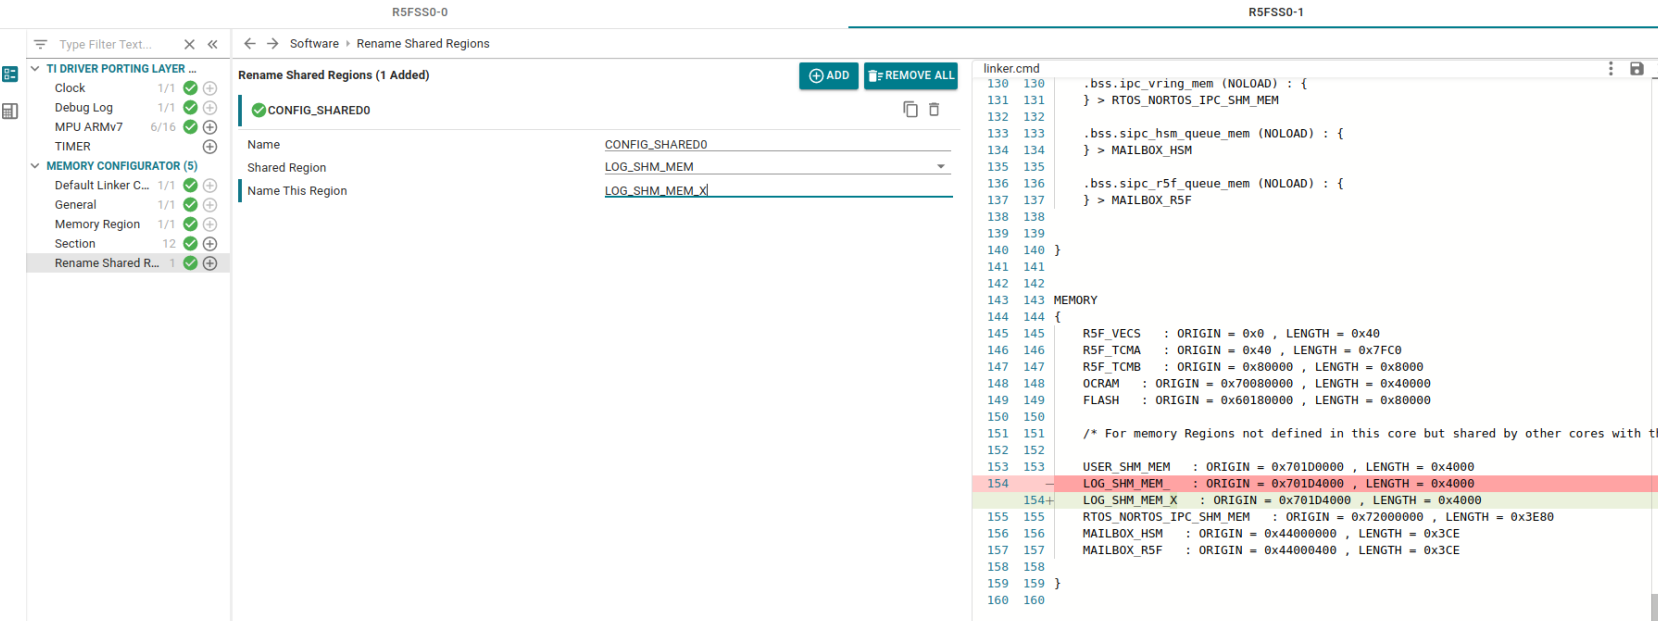 R5FSS0-0 R5FSS0-1
Type Filter Text...
TI DRIVER PORTING LAYER ...
Clock 1/1
Debug Log 1/1
MPU ARMv7 6/16
TIMER
MEMORY CONFIGURATOR (5)
Default Linker C... 1/1
General 1/1
Memory Region 1/1
Section 12
Rename Shared R... 1
Software › Rename Shared Regions
Rename Shared Regions (1 Added) ADD REMOVE ALL
CONFIG_SHARED0
Name CONFIG_SHARED0
Shared Region LOG_SHM_MEM
Name This Region LOG_SHM_MEM_X
linker.cmd
130 130 .bss.ipc_vring_mem (NOLOAD) : {
131 131 } > RTOS_NORTOS_IPC_SHM_MEM
132 132
133 133 .bss.sipc_hsm_queue_mem (NOLOAD) : {
134 134 } > MAILBOX_HSM
135 135
136 136 .bss.sipc_r5f_queue_mem (NOLOAD) : {
137 137 } > MAILBOX_R5F
138 138
139 139
140 140 }
141 141
142 142
143 143 MEMORY
144 144 {
145 145 R5F_VECS : ORIGIN = 0x0 , LENGTH = 0x40
146 146 R5F_TCMA : ORIGIN = 0x40 , LENGTH = 0x7FC0
147 147 R5F_TCMB : ORIGIN = 0x80000 , LENGTH = 0x8000
148 148 OCRAM : ORIGIN = 0x70080000 , LENGTH = 0x40000
149 149 FLASH : ORIGIN = 0x60180000 , LENGTH = 0x80000
150 150
151 151 /* For memory Regions not defined in this core but shared by other cores with
152 152
153 153 USER_SHM_MEM : ORIGIN = 0x701D0000 , LENGTH = 0x4000
154 — LOG_SHM_MEM_ : ORIGIN = 0x701D4000 , LENGTH = 0x4000
154+ LOG_SHM_MEM_X : ORIGIN = 0x701D4000 , LENGTH = 0x4000
155 155 RTOS_NORTOS_IPC_SHM_MEM : ORIGIN = 0x72000000 , LENGTH = 0x3E80
156 156 MAILBOX_HSM : ORIGIN = 0x44000000 , LENGTH = 0x3CE
157 157 MAILBOX_R5F : ORIGIN = 0x44000400 , LENGTH = 0x3CE
158 158
159 159 }
160 160